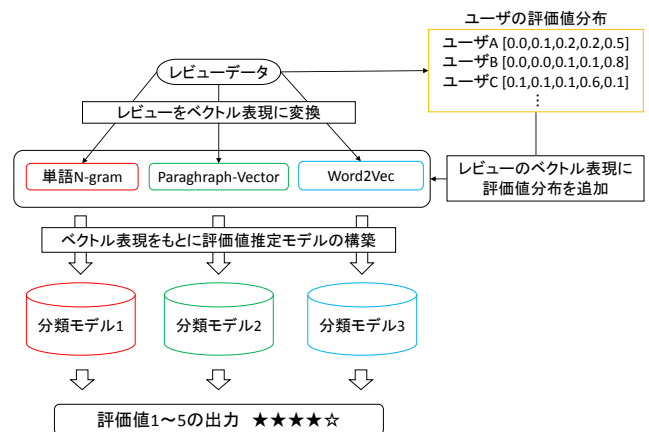 ユーザの評価値分布
ユーザA [0.0,0.1,0.2,0.2,0.5]
ユーザB [0.0,0.0,0.1,0.1,0.8]
ユーザC [0.1,0.1,0.1,0.6,0.1]
⋮
レビューデータ
レビューをベクトル表現に変換
単語N-gram
Paraghraph-Vector
Word2Vec
レビューのベクトル表現に
評価値分布を追加
ベクトル表現をもとに評価値推定モデルの構築
分類モデル1
分類モデル2
分類モデル3
評価値1～5の出力 ★★★★☆